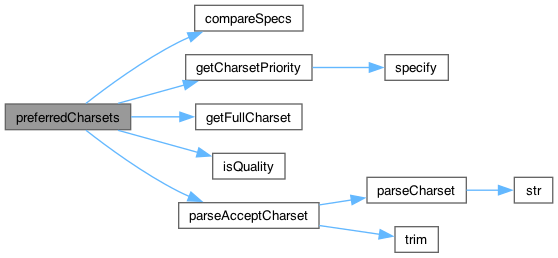 compareSpecs
getCharsetPriority
specify
preferredCharsets
getFullCharset
isQuality
parseCharset
str
parseAcceptCharset
trim